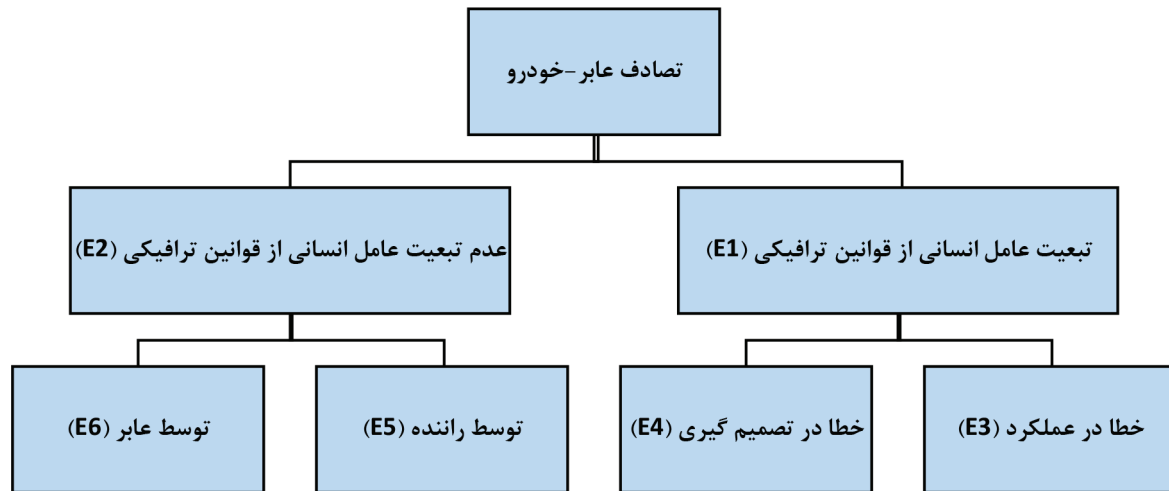 تصادف عابر-خودرو
تبعیت عامل انسانی از قوانین ترافیکی (E1)
عدم تبعیت عامل انسانی از قوانین ترافیکی (E2)
خطا در عملکرد (E3)
خطا در تصمیم گیری (E4)
توسط راننده (E5)
توسط عابر (E6)